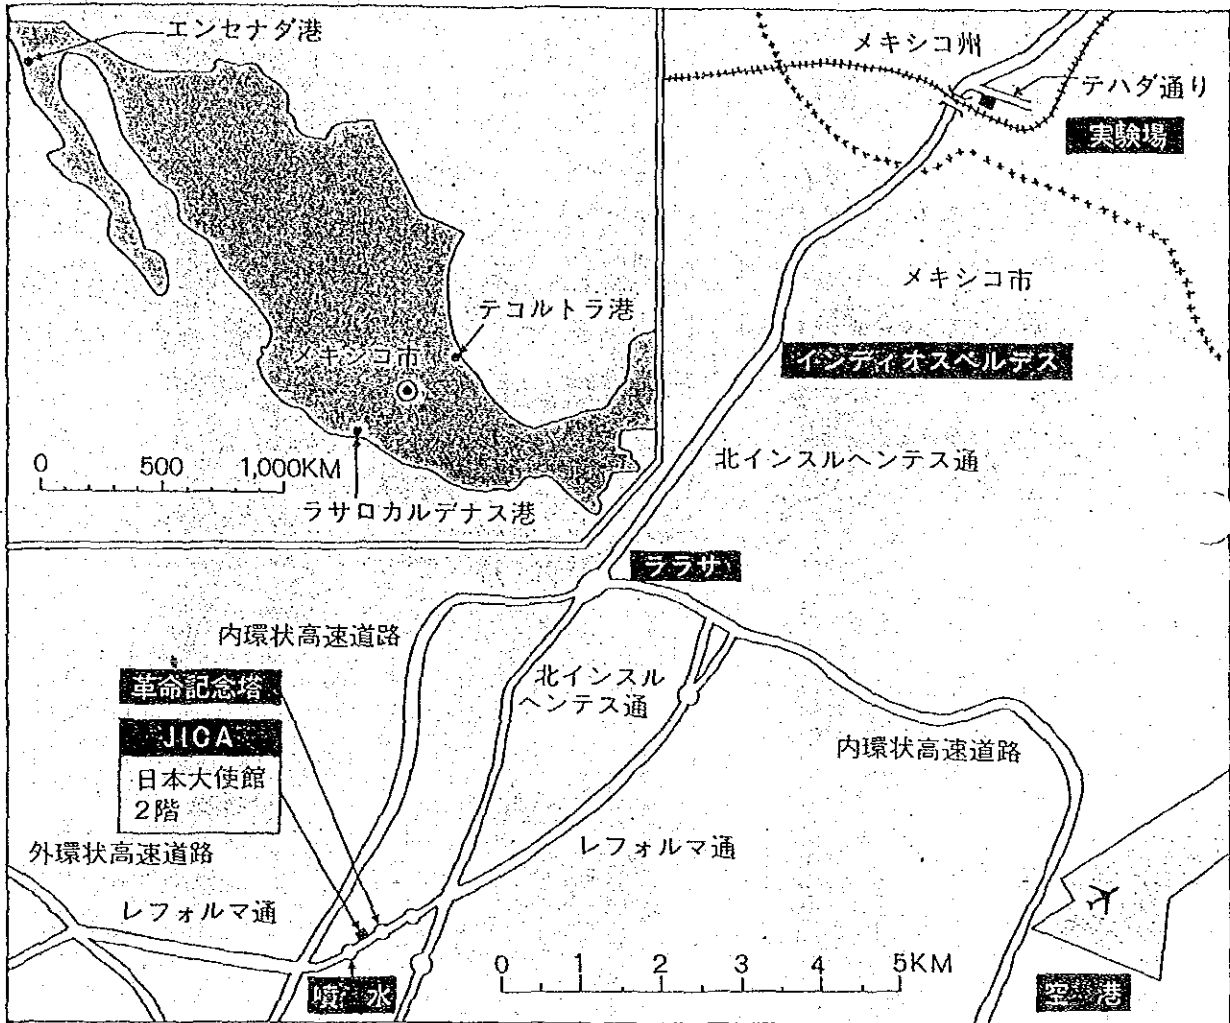 エンセナダ港
テコルトラ港
メキシコ市
0 500 1,000KM
ラサロカルデナス港
メキシコ州
テハダ通り
実験場
メキシコ市
インディオスベルデス
北インスルヘンテス通
ララサ
内環状高速道路
革命記念塔
JICA
日本大使館
2階
北インスル
ヘンテス通
内環状高速道路
外環状高速道路
レフォルマ通
レフォルマ通
噴水
0 1 2 3 4 5KM
空港